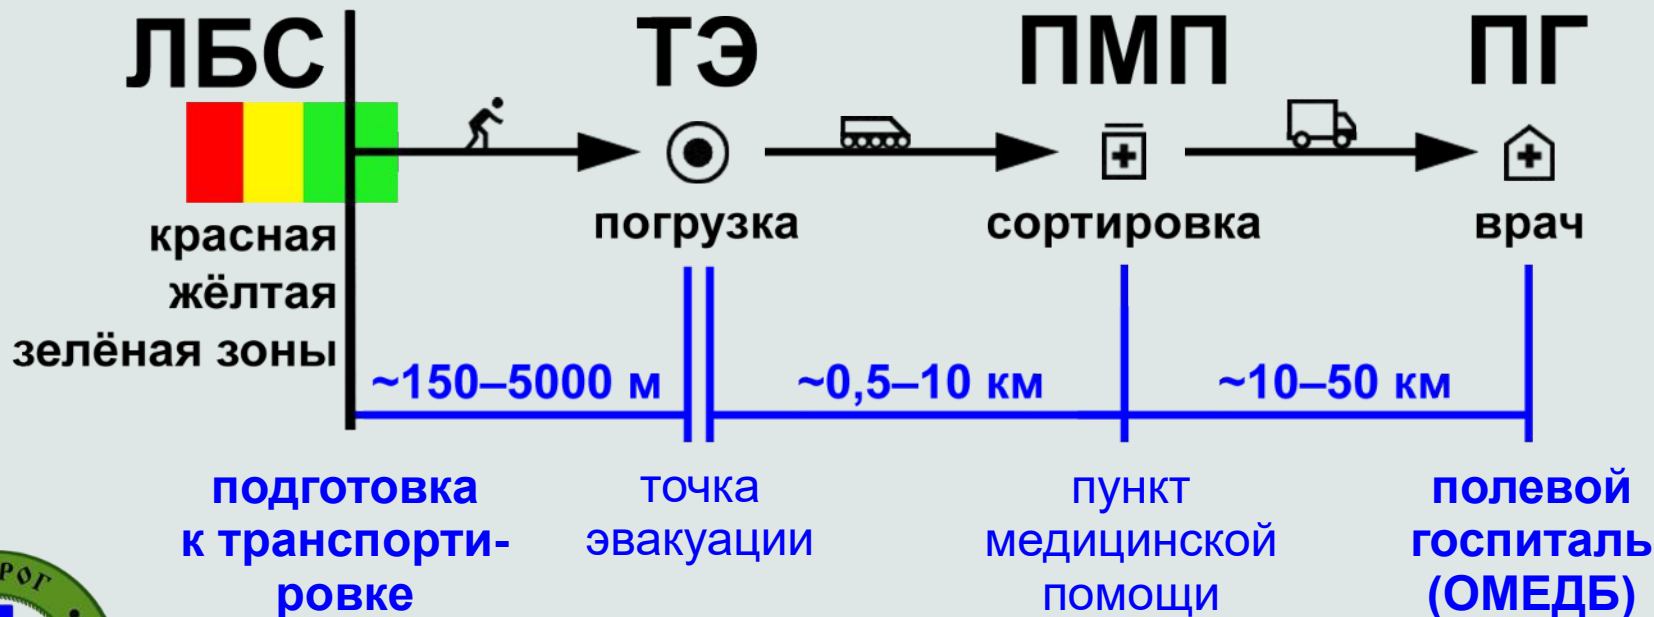 ЛБС
ТЭ
ПМП
ПГ
погрузка
сортировка
врач
красная
жёлтая
зелёная зоны
~150–5000 м
~0,5–10 км
~10–50 км
подготовка
к транспорти-
ровке
точка
эвакуации
пункт
медицинской
помощи
полевой
госпиталь
(ОМЕДБ)